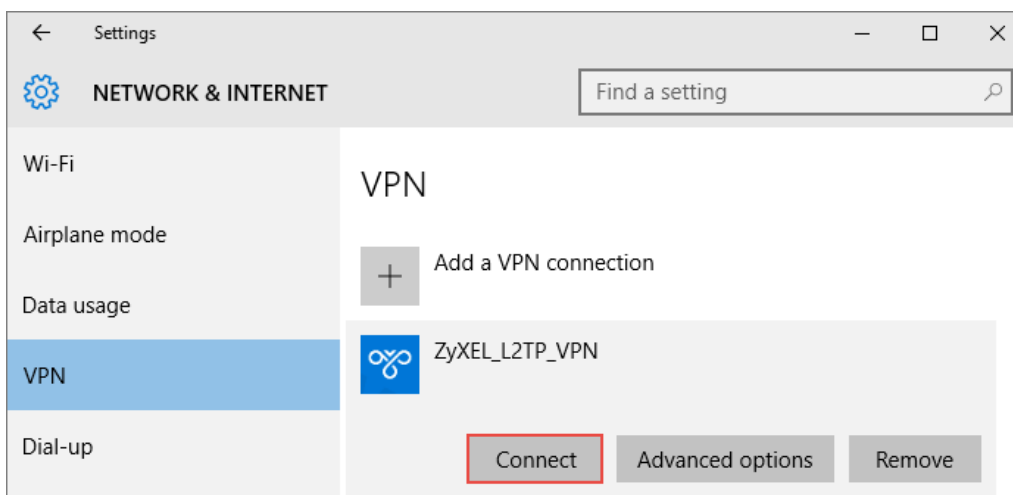 Settings
NETWORK & INTERNET
Find a setting
Wi-Fi
Airplane mode
Data usage
VPN
Dial-up
VPN
Add a VPN connection
ZyXEL_L2TP_VPN
Connect Advanced options Remove